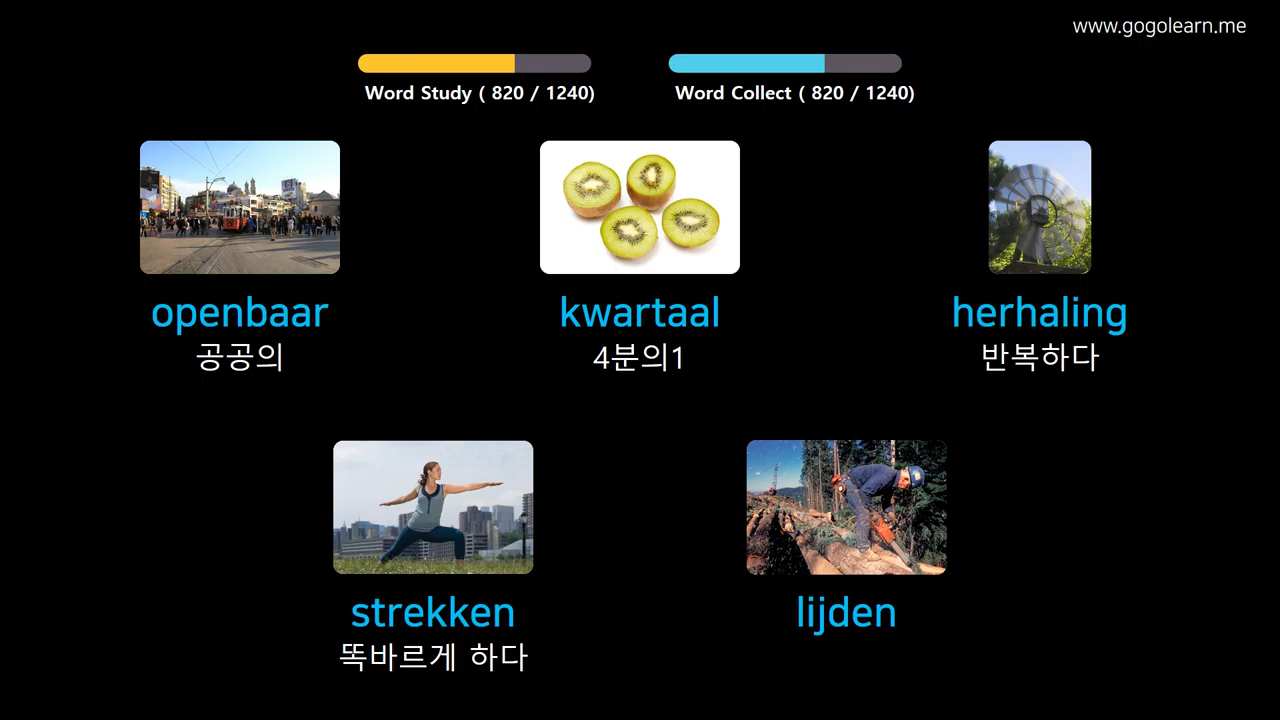 www.gogolearn.me
Word Study ( 820 / 1240)
Word Collect ( 820 / 1240)
openbaar
공공의
kwartaal
4분의1
herhaling
반복하다
strekken
똑바르게 하다
lijden